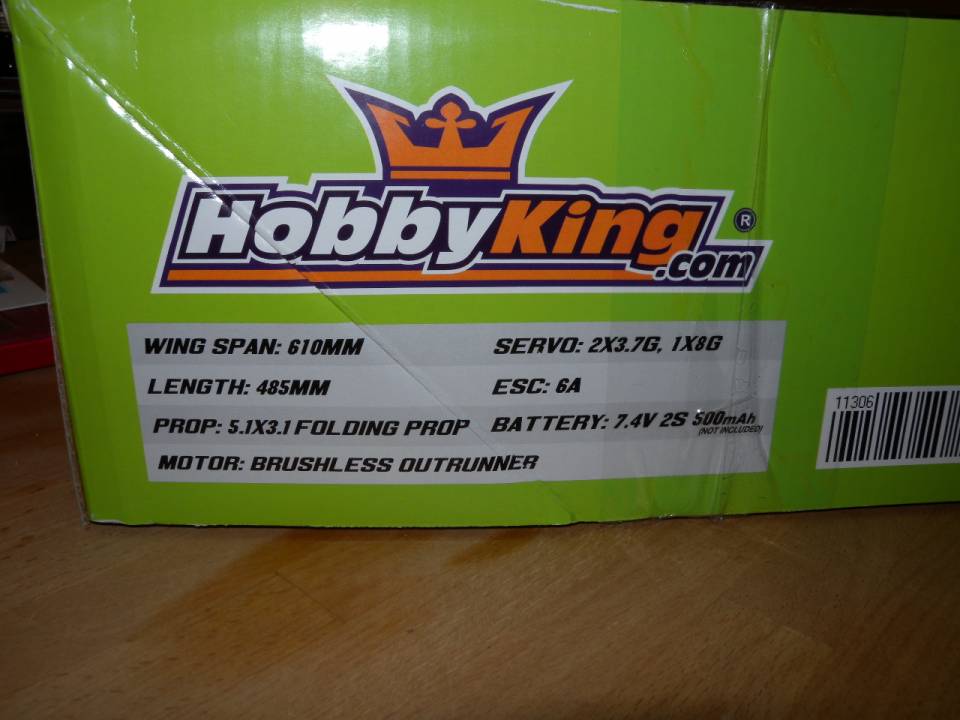 HobbyKing
.com
®
WING SPAN: 610MM
SERVO: 2X3.7G, 1X8G
LENGTH: 485MM
ESC: 6A
PROP: 5.1X3.1 FOLDING PROP
BATTERY: 7.4V 2S 500mAh
(NOT INCLUDED)
MOTOR: BRUSHLESS OUTRUNNER
11306